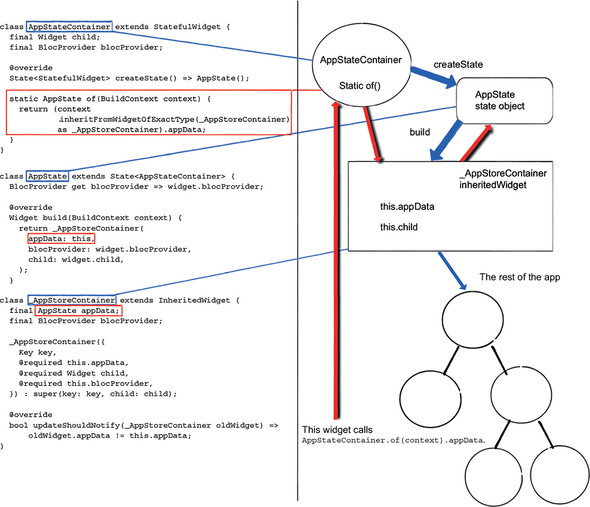 class AppStateContainer extends StatefulWidget {
final Widget child;
final BlocProvider blocProvider;
@override
State<StatefulWidget> createState() => AppState();
static AppState of(BuildContext context) {
return (context
inheritFromWidgetOfExactType(_AppStoreContainer)
as _AppStoreContainer).appData;
}
}
class AppState extends State<AppStateContainer> {
BlocProvider get blocProvider => widget.blocProvider;
@override
Widget build(BuildContext context) {
return _AppStoreContainer(
appData: this,
blocProvider: widget.blocProvider,
child: widget.child,
);
}
class _AppStoreContainer extends InheritedWidget {
final AppState appData;
final BlocProvider blocProvider;
_AppStoreContainer({
Key key,
@required this.appData,
@required Widget child,
@required this.blocProvider,
}) : super(key: key, child: child);
@override
bool updateShouldNotify(_AppStoreContainer oldWidget) =>
oldWidget.appData != this.appData;
}
AppStateContainer
Static of()
createState
AppState
state object
build
_AppStoreContainer
inheritedWidget
this.appData
this.child
The rest of the app
This widget calls
AppStateContainer.of(context).appData.